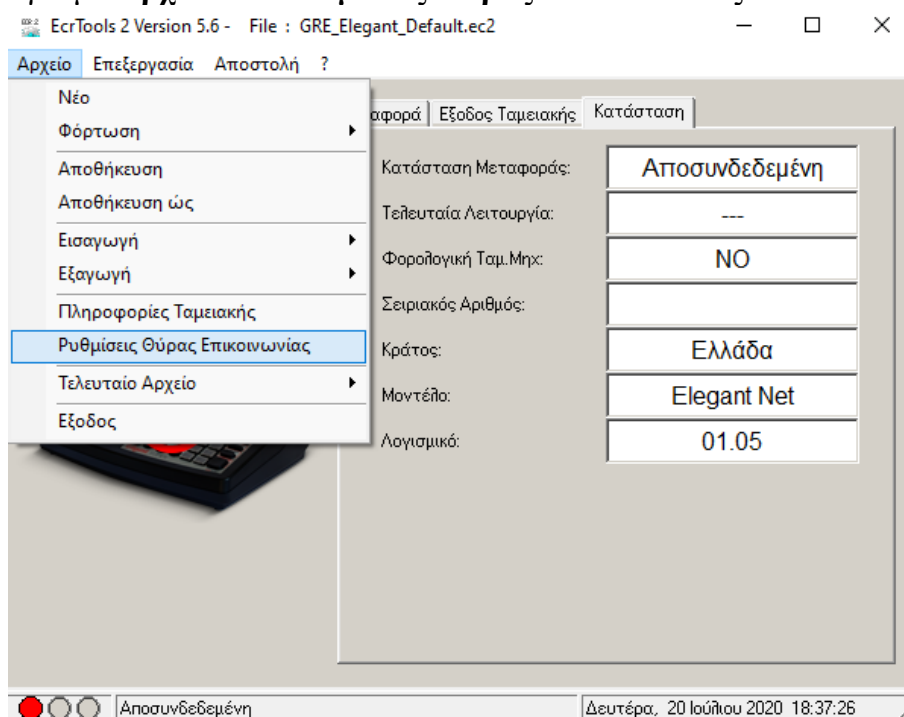 EcrTools 2 Version 5.6 - File : GRE_Elegant_Default.ec2
Αρχείο Επεξεργασία Αποστολή ?
Νέο
Φόρτωση
Αποθήκευση
Αποθήκευση ώς
Εισαγωγή
Εξαγωγή
Πληροφορίες Ταμειακής
Ρυθμίσεις Θύρας Επικοινωνίας
Τελευταίο Αρχείο
Εξοδος
αφορά Εξοδος Ταμειακής Κατάσταση
Κατάσταση Μεταφοράς: Αποσυνδεδεμένη
Τελευταία Λειτουργία: ---
Φορολογική Ταμ.Μηχ: NO
Σειριακός Αριθμός:
Κράτος: Ελλάδα
Μοντέλο: Elegant Net
Λογισμικό: 01.05
Αποσυνδεδεμένη Δευτέρα, 20 Ιούλιου 2020 18:37:26